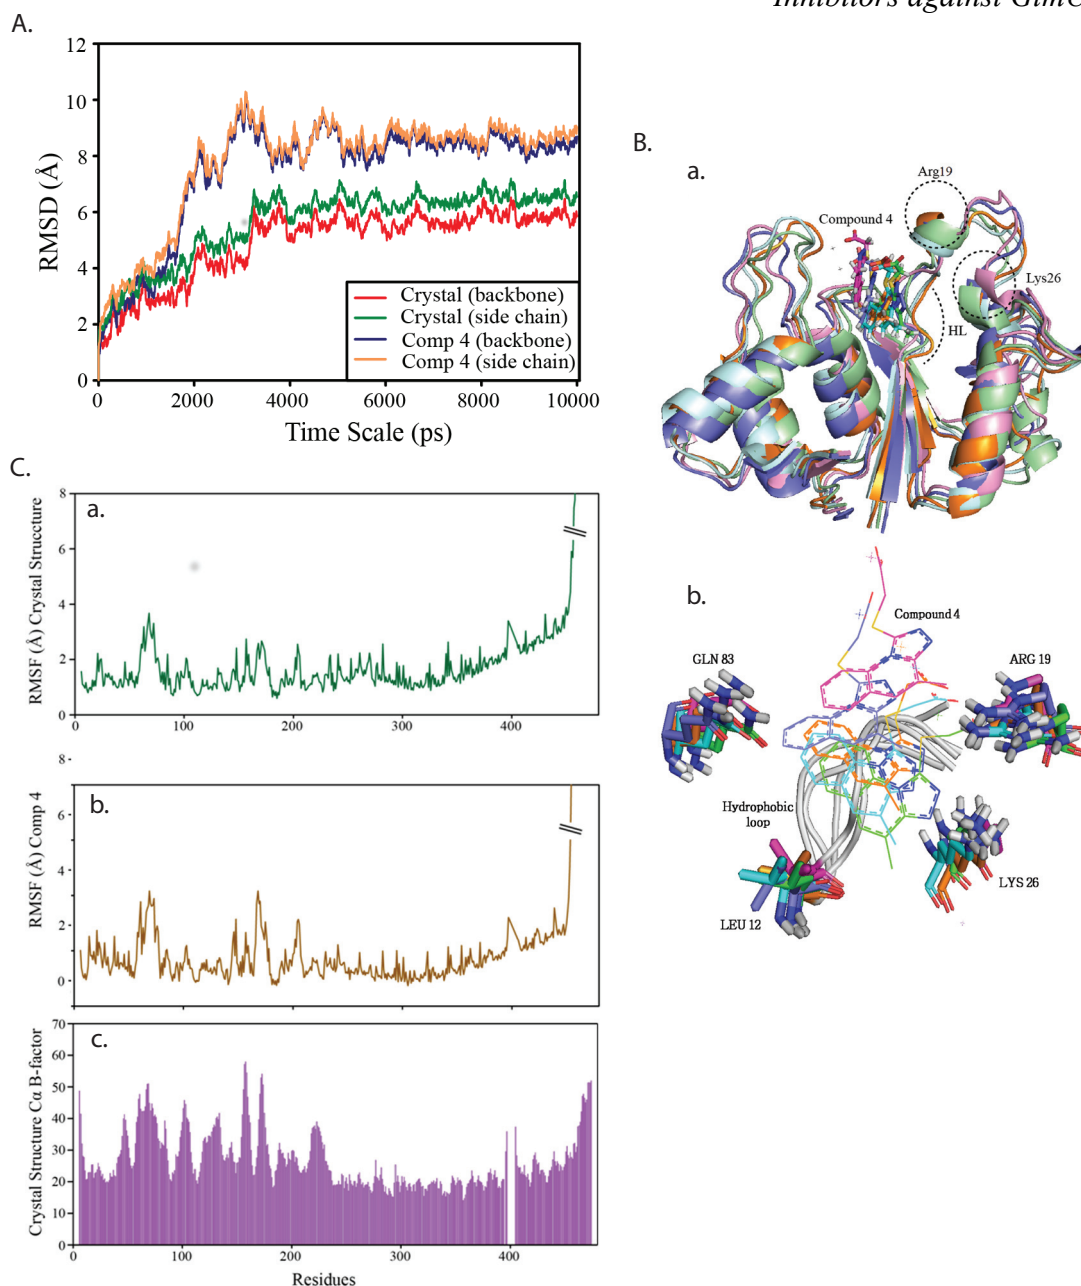 Inhibitors against GlmU
A.
12
10
8
6
4
2
0
RMSD (Å)
Crystal (backbone)
Crystal (side chain)
Comp 4 (backbone)
Comp 4 (side chain)
0 2000 4000 6000 8000 10000
Time Scale (ps)
B.
a.
Arg19
Compound 4
Lys26
HL
b.
Compound 4
GLN 83
ARG 19
Hydrophobic
loop
LYS 26
LEU 12
C.
a.
8
6
4
2
0
RMSF (Å) Crystal Struccture
0 100 200 300 400
b.
8
6
4
2
0
RMSF (Å) Comp 4
c.
70
60
50
40
30
20
10
0
Crystal Structure Cα B-factor
0 100 200 300 400
Residues